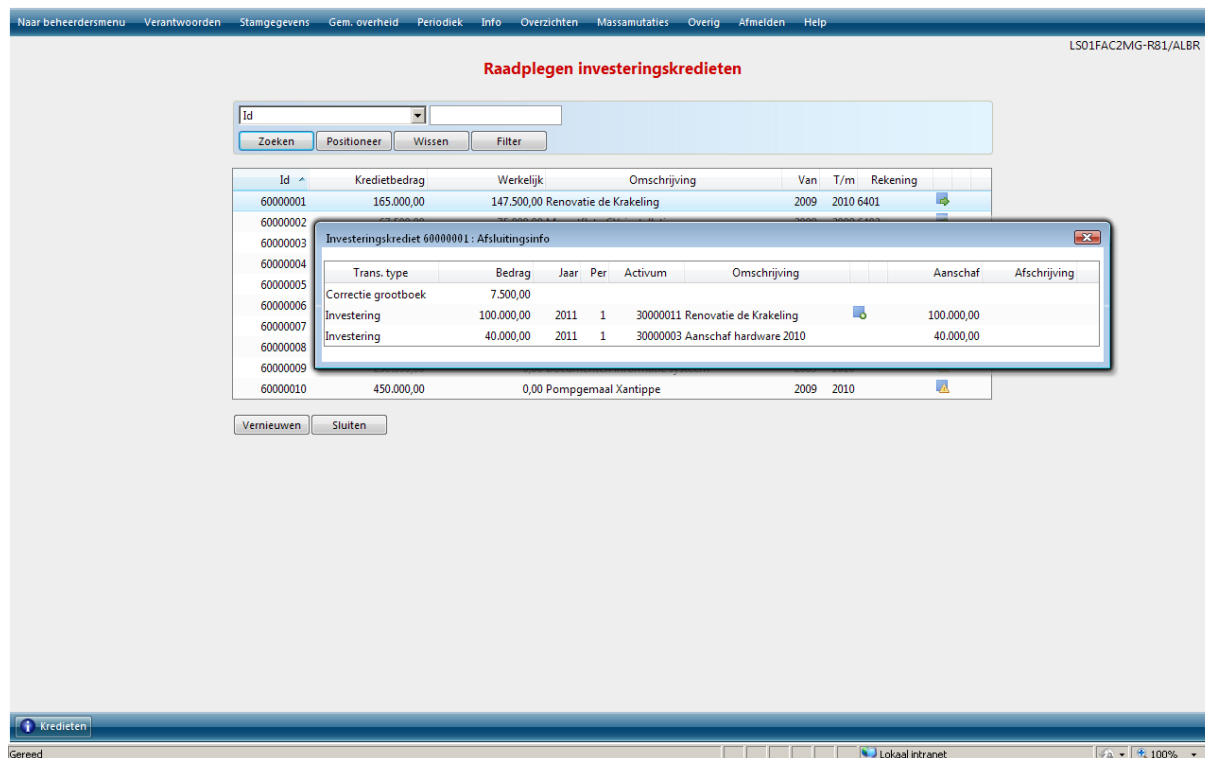 Naar beheerdersmenu Verantwoorden Stamgegevens Gem. overheid Periodiek Info Overzichten Massamutaties Overig Afmelden Help
LS01FAC2MG-R81/ALBR
Raadplegen investeringskredieten
Id
Zoeken Positioneer Wissen Filter
Id Kredietbedrag Werkelijk Omschrijving Van T/m Rekening
60000001 165.000,00 147.500,00 Renovatie de Krakeling 2009 2010 6401
60000002
60000003
60000004
60000005
60000006
60000007
60000008
60000009
60000010 450.000,00 0,00 Pompgemaal Xantippe 2009 2010
Investeringskrediet 60000001 : Afsluitingsinfo
Trans. type Bedrag Jaar Per Activum Omschrijving Aanschaf Afschrijving
Correctie grootboek 7.500,00
Investering 100.000,00 2011 1 30000011 Renovatie de Krakeling 100.000,00
Investering 40.000,00 2011 1 30000003 Aanschaf hardware 2010 40.000,00
Vernieuwen Sluiten
Kredieten
Gereed Lokaal intranet 100%